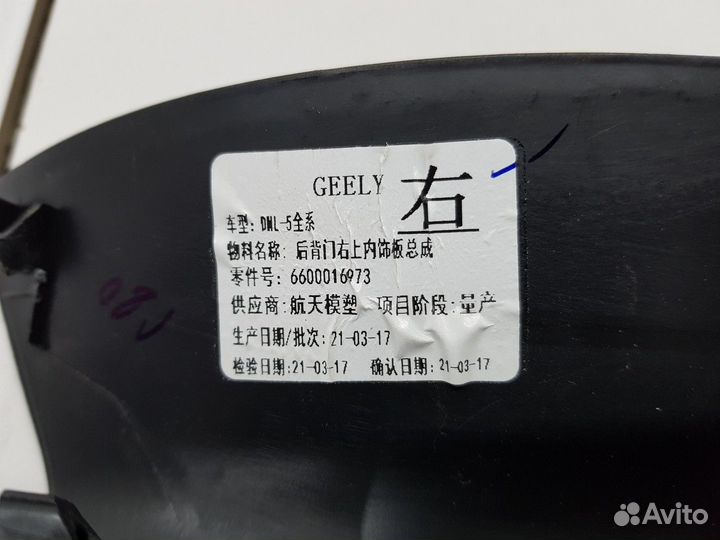 GEELY 右
车型: DNL-5全系
物料名称: 后背门右上内饰板总成
零件号: 6600016973
供应商: 航天模塑 项目阶段: 量产
生产日期/批次: 21-03-17
检验日期: 21-03-17 确认日期: 21-03-17
Avito